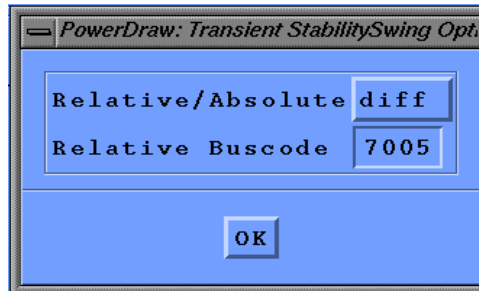 PowerDraw: Transient StabilitySwing Opt
Relative/Absolute diff
Relative Buscode 7005
OK